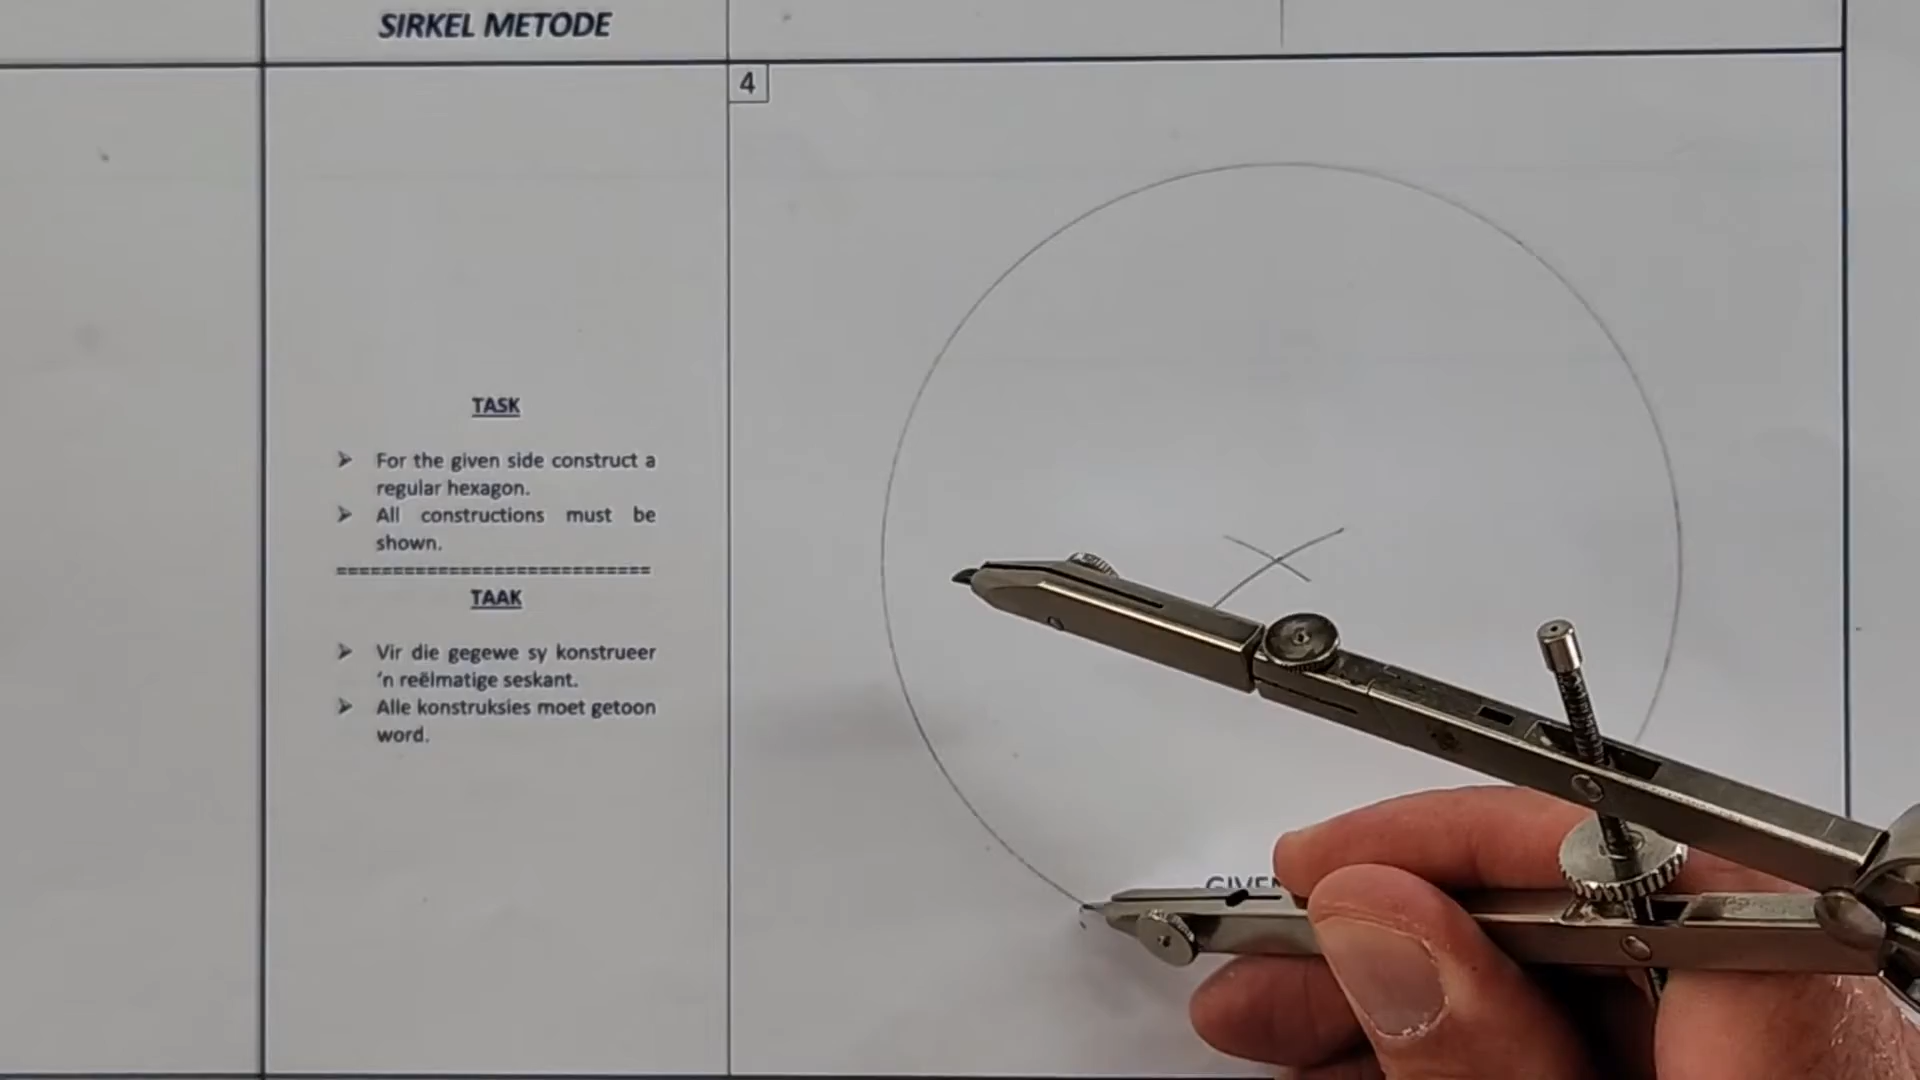 SIRKEL METODE
4
TASK
➢ For the given side construct a
regular hexagon.
➢ All constructions must be
shown.
============================
TAAK
➢ Vir die gegewe sy konstrueer
'n reëlmatige seskant.
➢ Alle konstruksies moet getoon
word.